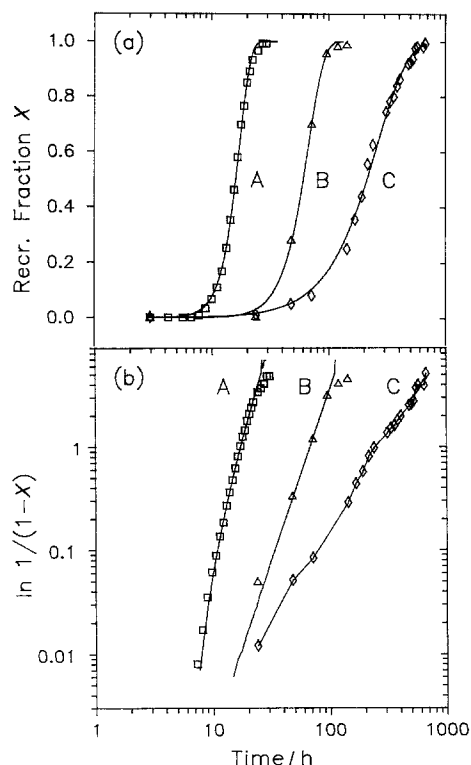 (a)
1.0
0.8
0.6
0.4
0.2
0.0
Recr. Fraction X
A
B
C
(b)
A
B
C
1
0.1
0.01
ln 1/(1-X)
1
10
100
1000
Time/h